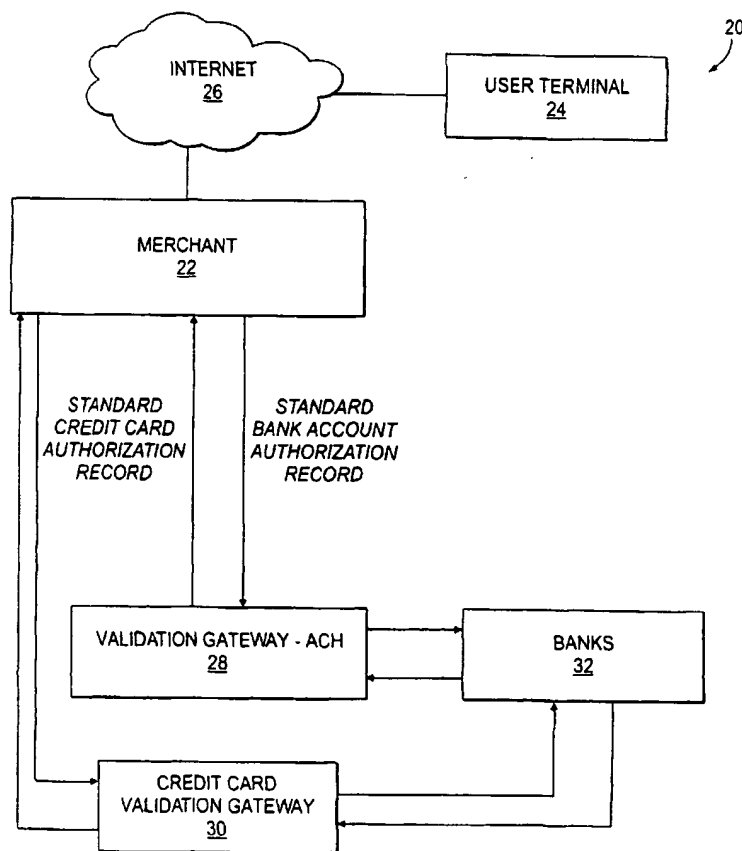 20
INTERNET
26
USER TERMINAL
24
MERCHANT
22
STANDARD
CREDIT CARD
AUTHORIZATION
RECORD
STANDARD
BANK ACCOUNT
AUTHORIZATION
RECORD
VALIDATION GATEWAY - ACH
28
BANKS
32
CREDIT CARD
VALIDATION GATEWAY
30